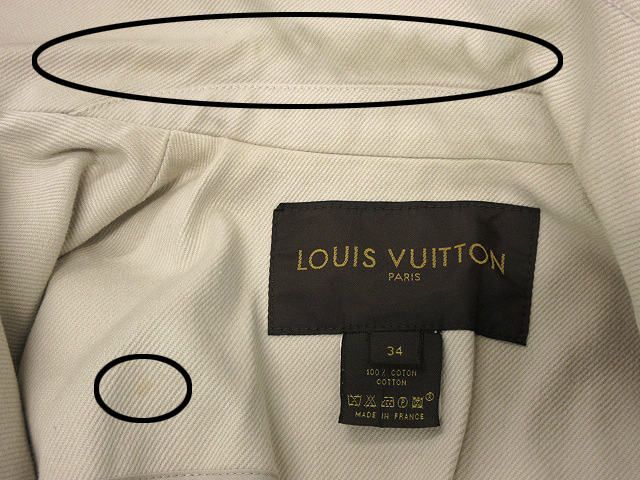 LOUIS VUITTON
PARIS
34
100% COTON
COTTON
MADE IN FRANCE